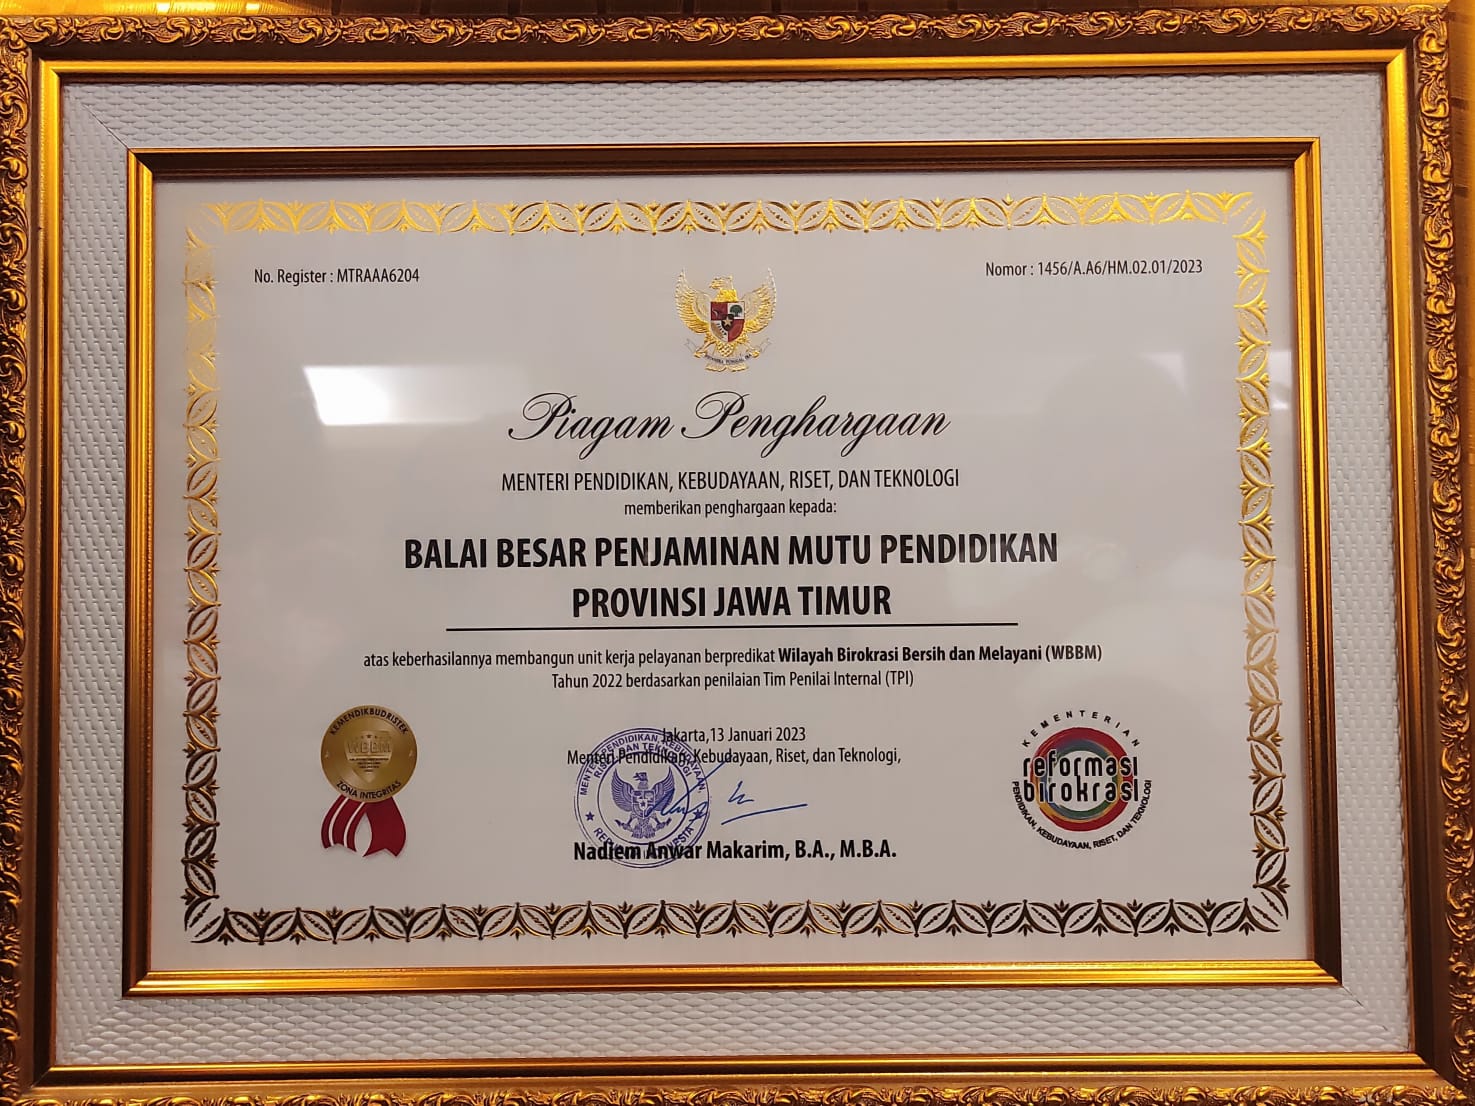 No. Register : MTRAAA6204
Nomor : 1456/A.A6/HM.02.01/2023
Piagam Penghargaan
MENTERI PENDIDIKAN, KEBUDAYAAN, RISET, DAN TEKNOLOGI
memberikan penghargaan kepada:
BALAI BESAR PENJAMINAN MUTU PENDIDIKAN
PROVINSI JAWA TIMUR
atas keberhasilannya membangun unit kerja pelayanan berpredikat Wilayah Birokrasi Bersih dan Melayani (WBBM)
Tahun 2022 berdasarkan penilaian Tim Penilai Internal (TPI)
KEMENDIKBUDRISTEK
WBBM
ZONA INTEGRITAS
Jakarta,13 Januari 2023
Menteri Pendidikan, Kebudayaan, Riset, dan Teknologi,
Nadiem Anwar Makarim, B.A., M.B.A.
KEMENTERIAN
reformasi
birokrasi
PENDIDIKAN, KEBUDAYAAN, RISET, DAN TEKNOLOGI